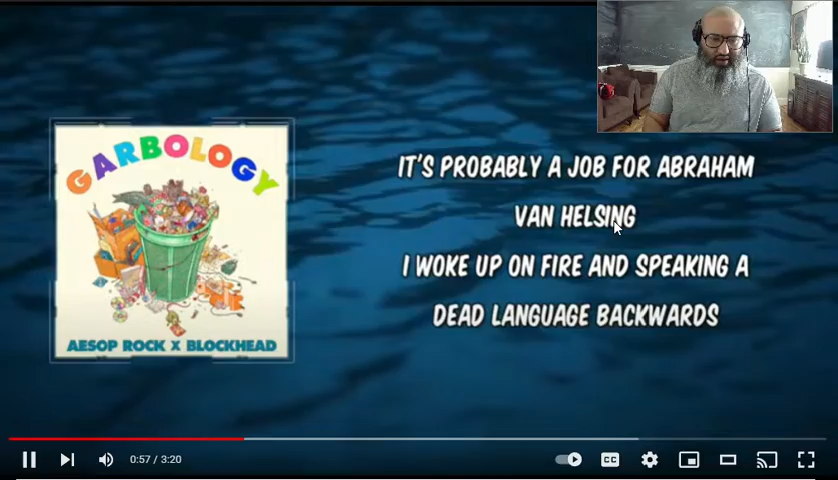 GARBOLOGY
AESOP ROCK X BLOCKHEAD
IT'S PROBABLY A JOB FOR ABRAHAM
VAN HELSING
I WOKE UP ON FIRE AND SPEAKING A
DEAD LANGUAGE BACKWARDS
0:57 / 3:20
CC